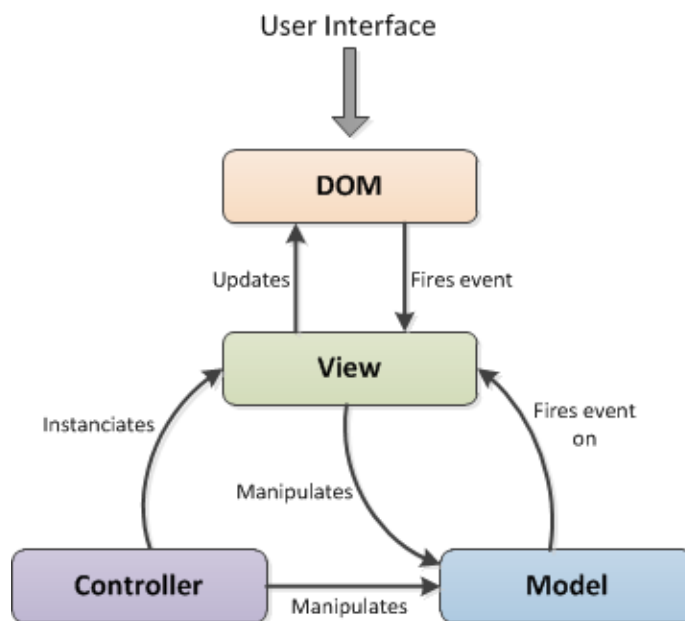 User Interface
DOM
Updates
Fires event
View
Instanciates
Fires event
on
Manipulates
Controller
Model
Manipulates